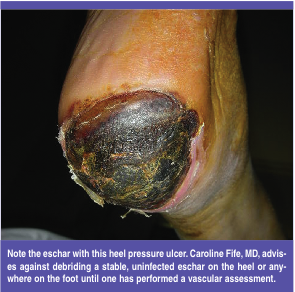 Note the eschar with this heel pressure ulcer. Caroline Fife, MD, advis-
es against debriding a stable, uninfected eschar on the heel or any-
where on the foot until one has performed a vascular assessment.